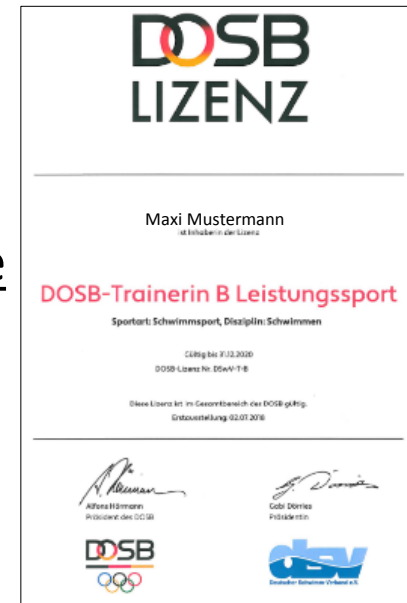 DOSB
LIZENZ
Maxi Mustermann
ist Inhaberin der Lizenz
e
DOSB-Trainerin B Leistungssport
Sportart: Schwimmsport, Disziplin: Schwimmen
Gültig bis 31.12.2020
DOSB-Lizenz Nr. DSwV-T-B
Diese Lizenz ist im Gesamtbereich des DOSB gültig.
Erstausstellung: 02.07.2018
Alfons Hörmann
Präsident des DOSB
Gabi Dörries
Präsidentin
DOSB
dsv
Deutscher Schwimm-Verband e.V.